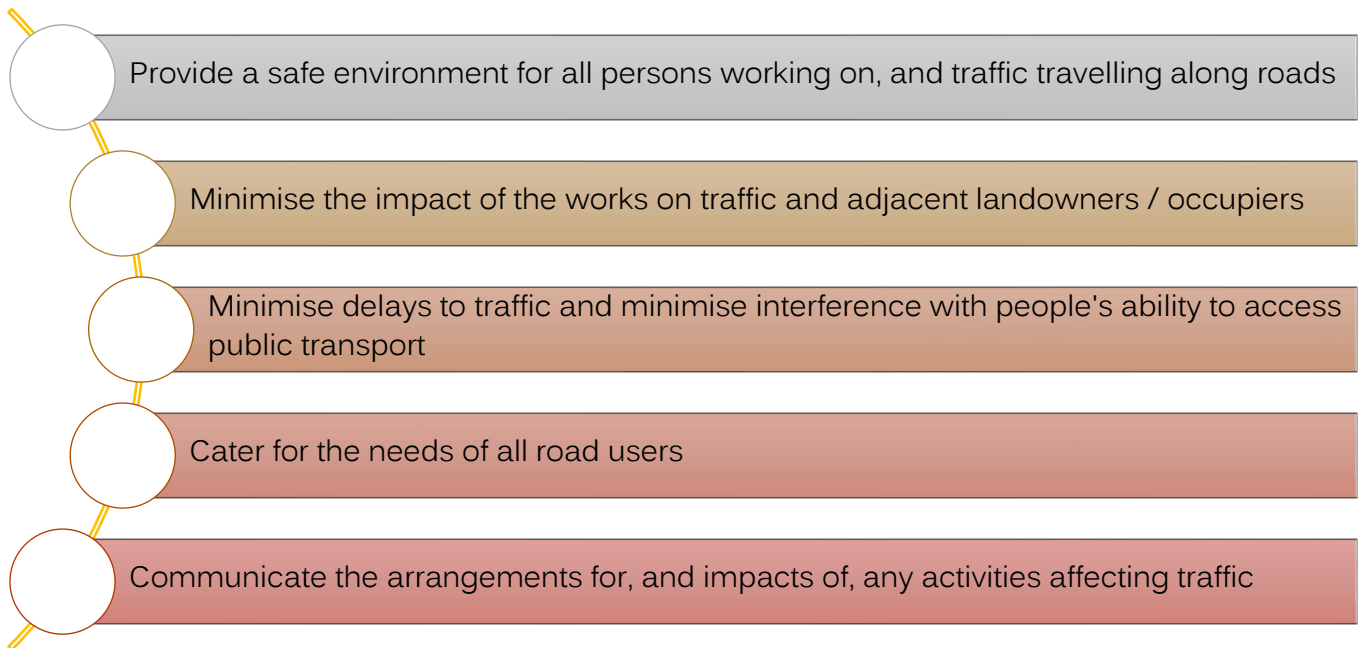 Provide a safe environment for all persons working on, and traffic travelling along roads
Minimise the impact of the works on traffic and adjacent landowners / occupiers
Minimise delays to traffic and minimise interference with people's ability to access
public transport
Cater for the needs of all road users
Communicate the arrangements for, and impacts of, any activities affecting traffic